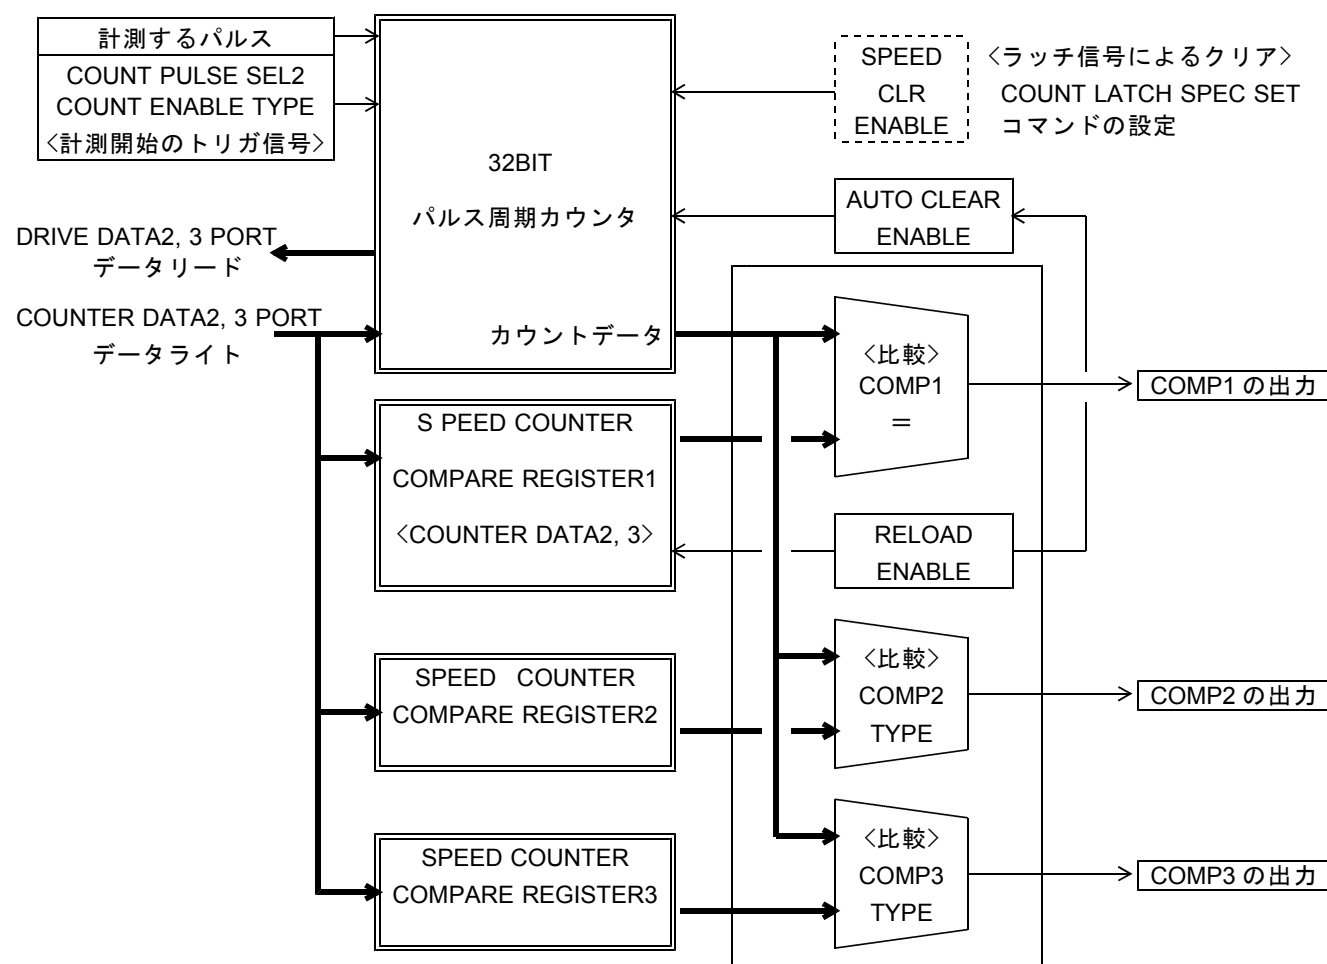 計測するパルス
COUNT PULSE SEL2
COUNT ENABLE TYPE
<計測開始のトリガ信号>
32BIT
パルス周期カウンタ
カウントデータ
SPEED
CLR
ENABLE
<ラッチ信号によるクリア>
COUNT LATCH SPEC SET
コマンドの設定
AUTO CLEAR
ENABLE
DRIVE DATA2, 3 PORT
データリード
COUNTER DATA2, 3 PORT
データライト
<比較>
COMP1
=
COMP1 の出力
S PEED COUNTER
COMPARE REGISTER1
<COUNTER DATA2, 3>
RELOAD
ENABLE
SPEED COUNTER
COMPARE REGISTER2
<比較>
COMP2
TYPE
COMP2 の出力
SPEED COUNTER
COMPARE REGISTER3
<比較>
COMP3
TYPE
COMP3 の出力